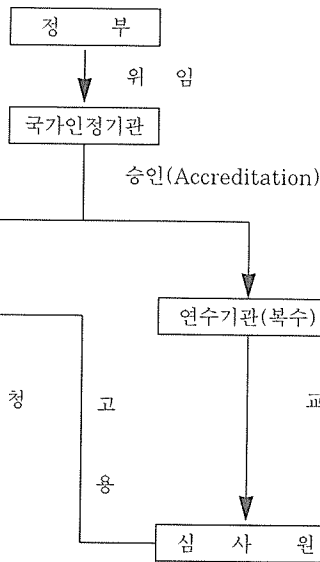 정 부
위 임
국가인정기관
승인(Accreditation)
연수기관(복수)
청
고
용
심 사 원